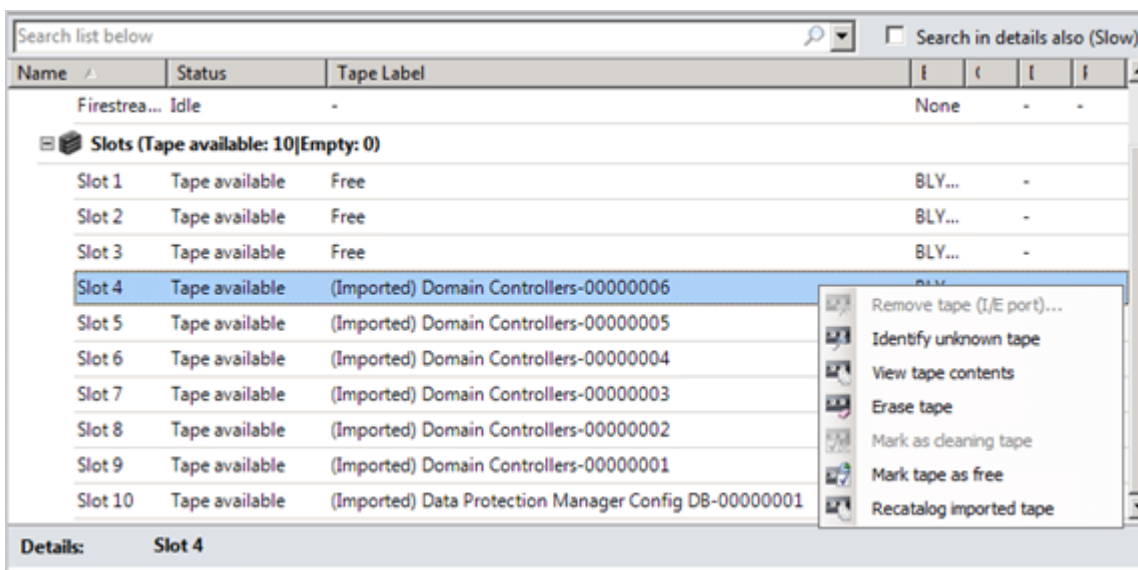 Search list below Search in details also (Slow)
Name Status Tape Label
Firestrea... Idle - None - -
Slots (Tape available: 10|Empty: 0)
Slot 1 Tape available Free BLY... -
Slot 2 Tape available Free BLY... -
Slot 3 Tape available Free BLY... -
Slot 4 Tape available (Imported) Domain Controllers-00000006
Remove tape (I/E port)...
Slot 5 Tape available (Imported) Domain Controllers-00000005
Identify unknown tape
Slot 6 Tape available (Imported) Domain Controllers-00000004
View tape contents
Slot 7 Tape available (Imported) Domain Controllers-00000003
Erase tape
Slot 8 Tape available (Imported) Domain Controllers-00000002
Mark as cleaning tape
Slot 9 Tape available (Imported) Domain Controllers-00000001
Mark tape as free
Slot 10 Tape available (Imported) Data Protection Manager Config DB-00000001
Recatalog imported tape
Details: Slot 4